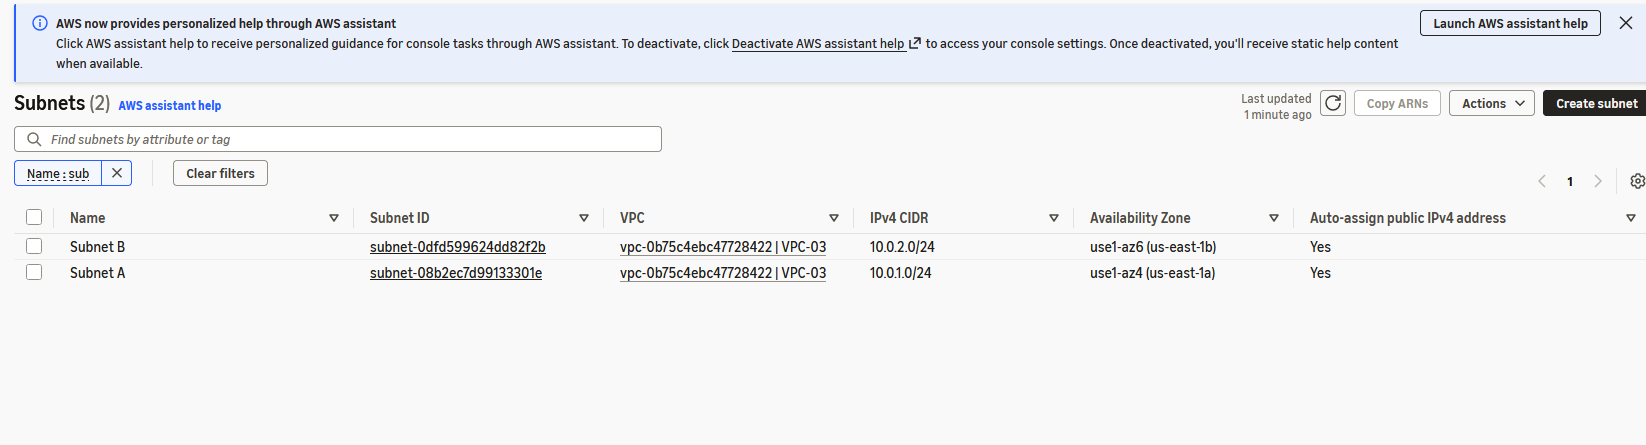 AWS now provides personalized help through AWS assistant
Launch AWS assistant help
Click AWS assistant help to receive personalized guidance for console tasks through AWS assistant. To deactivate, click Deactivate AWS assistant help to access your console settings. Once deactivated, you'll receive static help content
when available.
Subnets (2) AWS assistant help
Last updated
1 minute ago
Copy ARNs
Actions
Create subnet
Find subnets by attribute or tag
Name : sub
Clear filters
1
Name Subnet ID VPC IPv4 CIDR Availability Zone Auto-assign public IPv4 address
Subnet B subnet-0dfd599624dd82f2b vpc-0b75c4ebc47728422 | VPC-03 10.0.2.0/24 use1-az6 (us-east-1b) Yes
Subnet A subnet-08b2ec7d99133301e vpc-0b75c4ebc47728422 | VPC-03 10.0.1.0/24 use1-az4 (us-east-1a) Yes